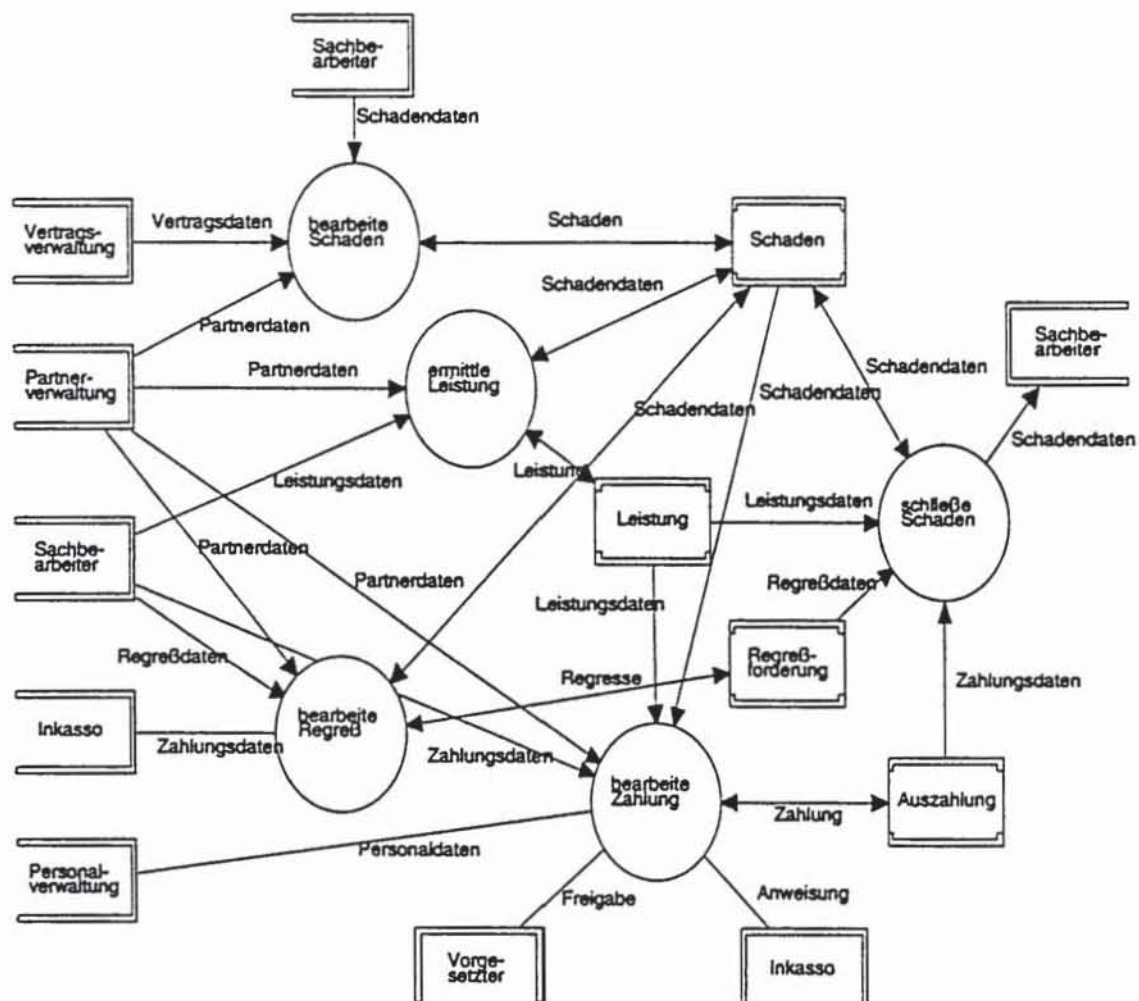 Sachbe-
arbeiter
Schadendaten
Vertrags-
verwaltung
Vertragsdaten
bearbeite
Schaden
Schaden
Schaden
Schadendaten
Partnerdaten
Partner-
verwaltung
Partnerdaten
ermittle
Leistung
Sachbe-
arbeiter
Schadendaten
Schadendaten
Schadendaten
Schadendaten
Leistungsdaten
Leistung
Leistung
Leistungsdaten
schließe
Schaden
Sachbe-
arbeiter
Partnerdaten
Partnerdaten
Leistungsdaten
Regreßdaten
Regreßdaten
Regreß-
forderung
Regresse
Zahlungsdaten
Inkasso
Zahlungsdaten
bearbeite
Regreß
Zahlungsdaten
bearbeite
Zahlung
Zahlung
Auszahlung
Personal-
verwaltung
Personaldaten
Freigabe
Anweisung
Vorge-
setzter
Inkasso